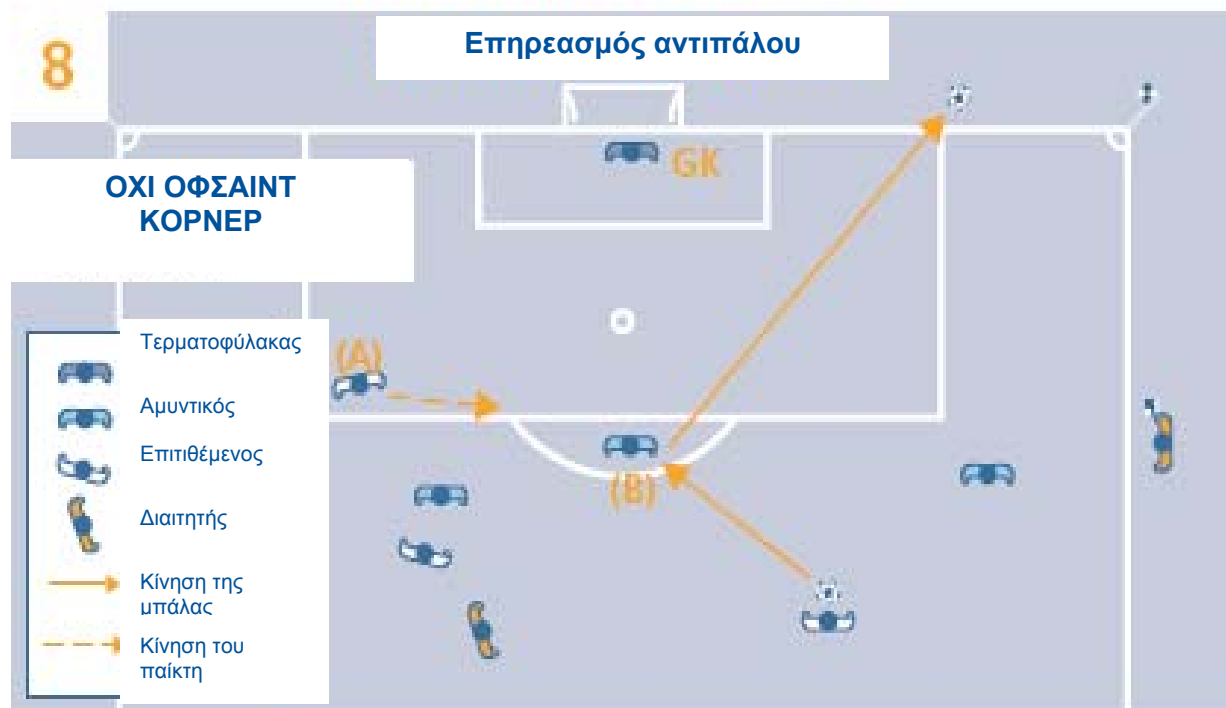 8
Επηρεασμός αντιπάλου
GK
ΟΧΙ ΟΦΣΑΙΝΤ
ΚΟΡΝΕΡ
(A)
(B)
Τερματοφύλακας
Αμυντικός
Επιτιθέμενος
Διαιτητής
Κίνηση της
μπάλας
Κίνηση του
παίκτη